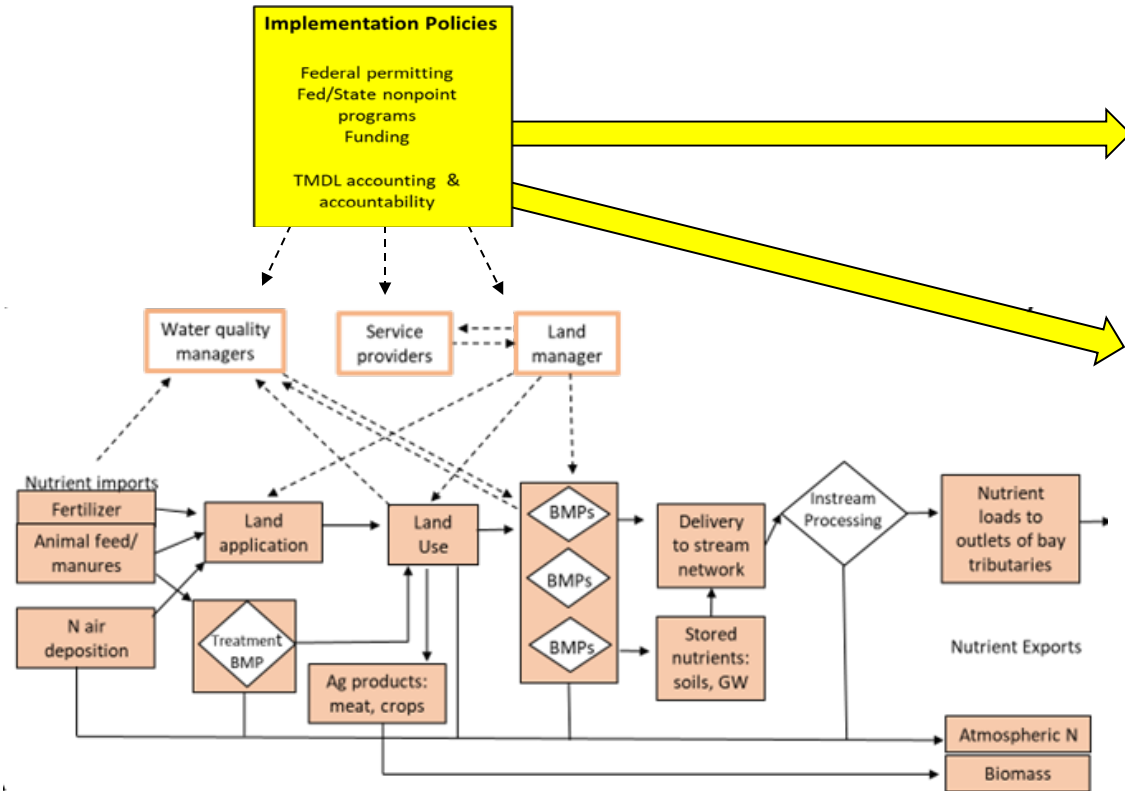 Implementation Policies
Federal permitting
Fed/State nonpoint
programs
Funding
TMDL accounting & 
accountability
Water quality
managers
Service
providers
Land
manager
Nutrient imports
Fertilizer
Animal feed/
manures
N air
deposition
Land
application
Treatment
BMP
Land
Use
Ag products:
meat, crops
BMPs
BMPs
BMPs
Delivery
to stream
network
Stored
nutrients:
soils, GW
Instream
Processing
Nutrient
loads to
outlets of bay
tributaries
Nutrient Exports
Atmospheric N
Biomass